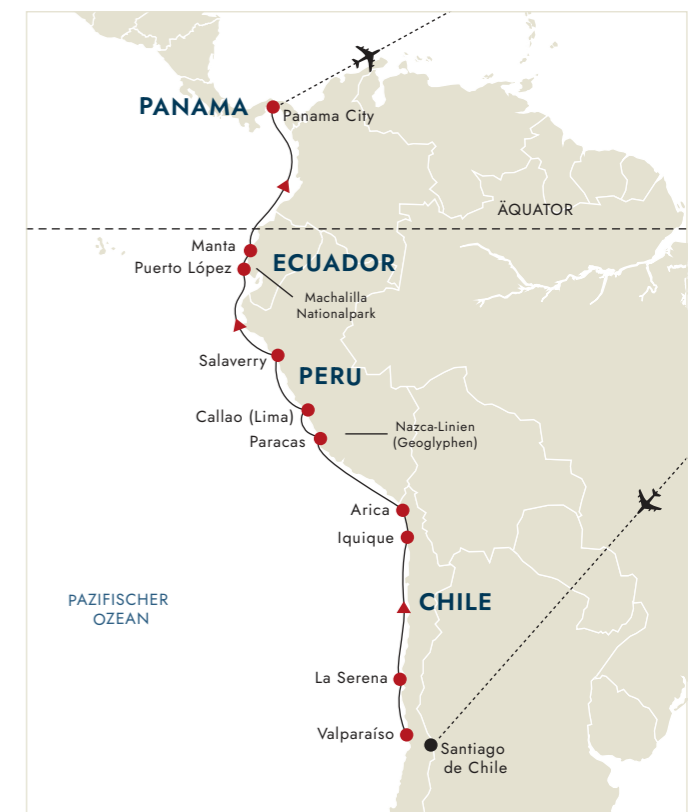 PANAMA
Panama City
ÄQUATOR
Manta
ECUADOR
Puerto López
Machalilla
Nationalpark
Salaverry
PERU
Callao (Lima)
Nazca-Linien
(Geoglyphen)
Paracas
Arica
Iquique
PAZIFISCHER
OZEAN
CHILE
La Serena
Valparaíso
Santiago
de Chile